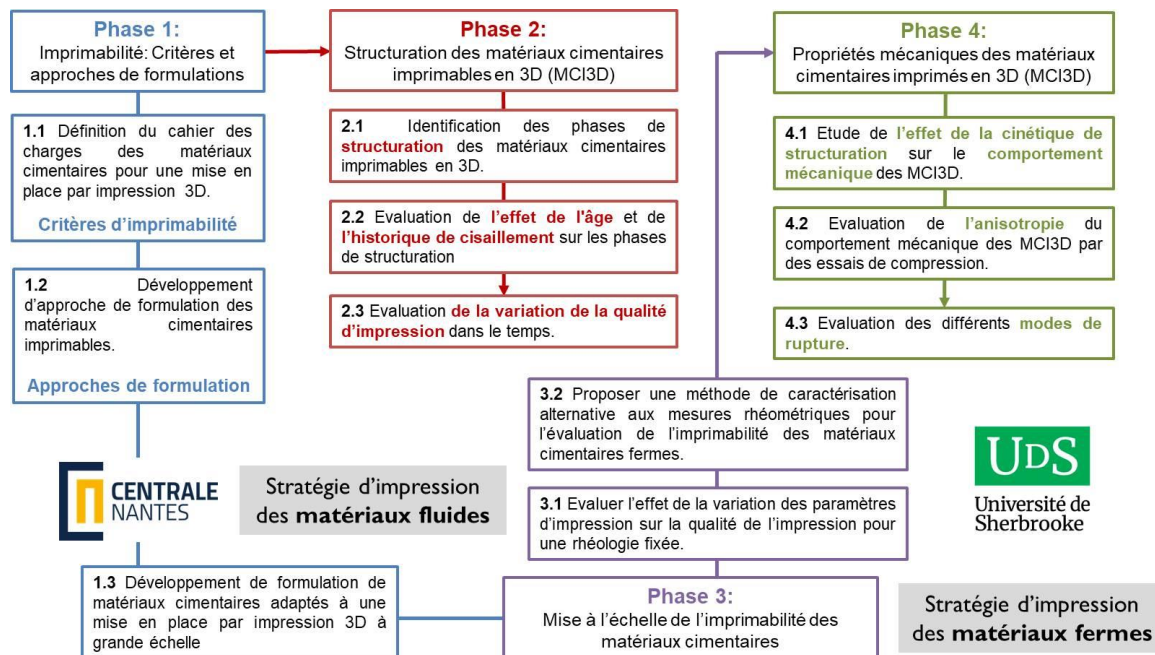 Phase 1:
Imprimabilité: Critères et
approches de formulations
1.1 Définition du cahier des
charges des matériaux
cimentaires pour une mise en
place par impression 3D.
Critères d’imprimabilité
1.2 Développement
d’approche de formulation des
matériaux cimentaires
imprimables.
Approches de formulation
CENTRALE
NANTES
Stratégie d’impression
des matériaux fluides
1.3 Développement de formulation de
matériaux cimentaires adaptés à une
mise en place par impression 3D à
grande échelle
Phase 2:
Structuration des matériaux cimentaires
imprimables en 3D (MCI3D)
2.1 Identification des phases de
structuration des matériaux cimentaires
imprimables en 3D.
2.2 Evaluation de l’effet de l'âge et de
l’historique de cisaillement sur les phases
de structuration
2.3 Evaluation de la variation de la qualité
d’impression dans le temps.
3.2 Proposer une méthode de caractérisation
alternative aux mesures rhéométriques pour
l’évaluation de l’imprimabilité des matériaux
cimentaires fermes.
3.1 Evaluer l’effet de la variation des paramètres
d’impression sur la qualité de l’impression pour
une rhéologie fixée.
Phase 3:
Mise à l’échelle de l’imprimabilité des
matériaux cimentaires
Phase 4:
Propriétés mécaniques des matériaux
cimentaires imprimés en 3D (MCI3D)
4.1 Etude de l’effet de la cinétique de
structuration sur le comportement
mécanique des MCI3D.
4.2 Evaluation de l’anisotropie du
comportement mécanique des MCI3D par
des essais de compression.
4.3 Evaluation des différents modes de
rupture.
UDS
Université de
Sherbrooke
Stratégie d’impression
des matériaux fermes